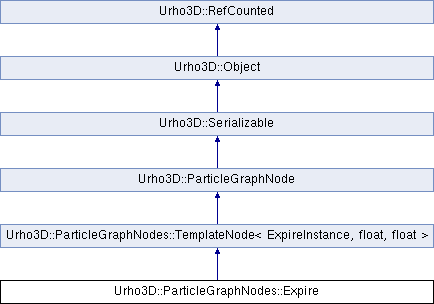 Urho3D::RefCounted
Urho3D::Object
Urho3D::Serializable
Urho3D::ParticleGraphNode
Urho3D::ParticleGraphNodes::TemplateNode< ExpireInstance, float, float >
Urho3D::ParticleGraphNodes::Expire